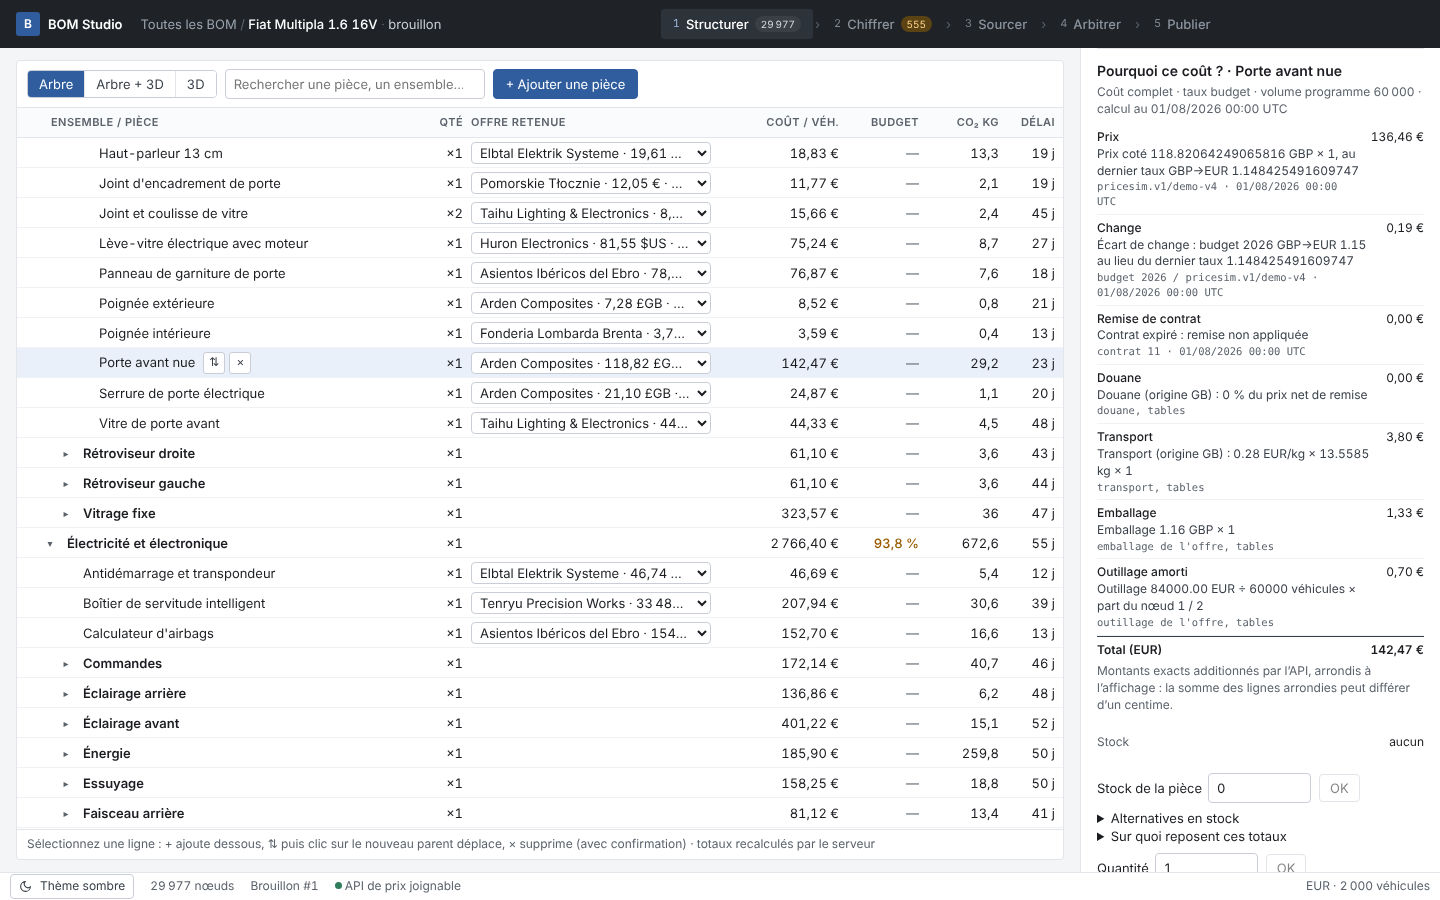 B BOM Studio Toutes les BOM / Fiat Multipla 1.6 16V · brouillon 1 Structurer 29 977 › 2 Chiffrer 555 › 3 Sourcer › 4 Arbitrer › 5 Publier
Arbre Arbre + 3D 3D Rechercher une pièce, un ensemble... + Ajouter une pièce
ENSEMBLE / PIÈCE QTÉ OFFRE RETENUE COÛT / VÉH. BUDGET CO₂ KG DÉLAI
Haut-parleur 13 cm ×1 Elbtal Elektrik Systeme · 19,61 ... 18,83 € — 13,3 19 j
Joint d'encadrement de porte ×1 Pomorskie Tłocznie · 12,05 € · ... 11,77 € — 2,1 19 j
Joint et coulisse de vitre ×2 Taihu Lighting & Electronics · 8,... 15,66 € — 2,4 45 j
Lève-vitre électrique avec moteur ×1 Huron Electronics · 81,55 $US · ... 75,24 € — 8,7 27 j
Panneau de garniture de porte ×1 Asientos Ibéricos del Ebro · 78,... 76,87 € — 7,6 18 j
Poignée extérieure ×1 Arden Composites · 7,28 £GB · ... 8,52 € — 0,8 21 j
Poignée intérieure ×1 Fonderia Lombarda Brenta · 3,7... 3,59 € — 0,4 13 j
Porte avant nue ⇅ × ×1 Arden Composites · 118,82 £G... 142,47 € — 29,2 23 j
Serrure de porte électrique ×1 Arden Composites · 21,10 £GB ·... 24,87 € — 1,1 20 j
Vitre de porte avant ×1 Taihu Lighting & Electronics · 44... 44,33 € — 4,5 48 j
▸ Rétroviseur droite ×1 61,10 € — 3,6 43 j
▸ Rétroviseur gauche ×1 61,10 € — 3,6 44 j
▸ Vitrage fixe ×1 323,57 € — 36 47 j
▾ Électricité et électronique ×1 2 766,40 € 93,8 % 672,6 55 j
Antidémarrage et transpondeur ×1 Elbtal Elektrik Systeme · 46,74 ... 46,69 € — 5,4 12 j
Boîtier de servitude intelligent ×1 Tenryu Precision Works · 33 48... 207,94 € — 30,6 39 j
Calculateur d'airbags ×1 Asientos Ibéricos del Ebro · 154... 152,70 € — 16,6 13 j
▸ Commandes ×1 172,14 € — 40,7 46 j
▸ Éclairage arrière ×1 136,86 € — 6,2 48 j
▸ Éclairage avant ×1 401,22 € — 15,1 52 j
▸ Énergie ×1 185,90 € — 259,8 50 j
▸ Essuyage ×1 158,25 € — 18,8 50 j
▸ Faisceau arrière ×1 81,12 € — 13,4 41 j
Sélectionnez une ligne : + ajoute dessous, ⇅ puis clic sur le nouveau parent déplace, × supprime (avec confirmation) · totaux recalculés par le serveur
Pourquoi ce coût ? · Porte avant nue
Coût complet · taux budget · volume programme 60 000 ·
calcul au 01/08/2026 00:00 UTC
Prix 136,46 €
Prix coté 118.82064249065816 GBP × 1, au
dernier taux GBP→EUR 1.148425491609747
pricesim.v1/demo-v4 · 01/08/2026 00:00
UTC
Change 0,19 €
Écart de change : budget 2026 GBP→EUR 1.15
au lieu du dernier taux 1.148425491609747
budget 2026 / pricesim.v1/demo-v4 ·
01/08/2026 00:00 UTC
Remise de contrat 0,00 €
Contrat expiré : remise non appliquée
contrat 11 · 01/08/2026 00:00 UTC
Douane 0,00 €
Douane (origine GB) : 0 % du prix net de remise
douane, tables
Transport 3,80 €
Transport (origine GB) : 0.28 EUR/kg × 13.5585
kg × 1
transport, tables
Emballage 1,33 €
Emballage 1.16 GBP × 1
emballage de l'offre, tables
Outillage amorti 0,70 €
Outillage 84000.00 EUR ÷ 60000 véhicules ×
part du nœud 1 / 2
outillage de l'offre, tables
Total (EUR) 142,47 €
Montants exacts additionnés par l'API, arrondis à
l'affichage : la somme des lignes arrondies peut différer
d'un centime.
Stock aucun
Stock de la pièce 0 OK
▶ Alternatives en stock
▶ Sur quoi reposent ces totaux
Quantité 1 OK
Thème sombre 29 977 nœuds Brouillon #1 API de prix joignable EUR · 2 000 véhicules